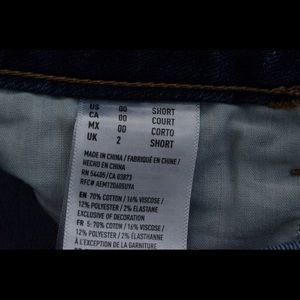 US 00 SHORT
CA 00 COURT
MX 00 CORTO
UK 2 SHORT
MADE IN CHINA / FABRIQUÉ EN CHINE /
HECHO EN CHINA
RN 54485/CA 03873
EN 70% COTTON / 16% VISCOSE /
12% POLYESTER / 2% ELASTANE
EXCLUSIVE OF DECORATION
FR : 70% COTON / 16% VISCOSE /
12% POLYESTER / 2% ÉLASTHANNE
À L'EXCEPTION DE LA GARNITURE